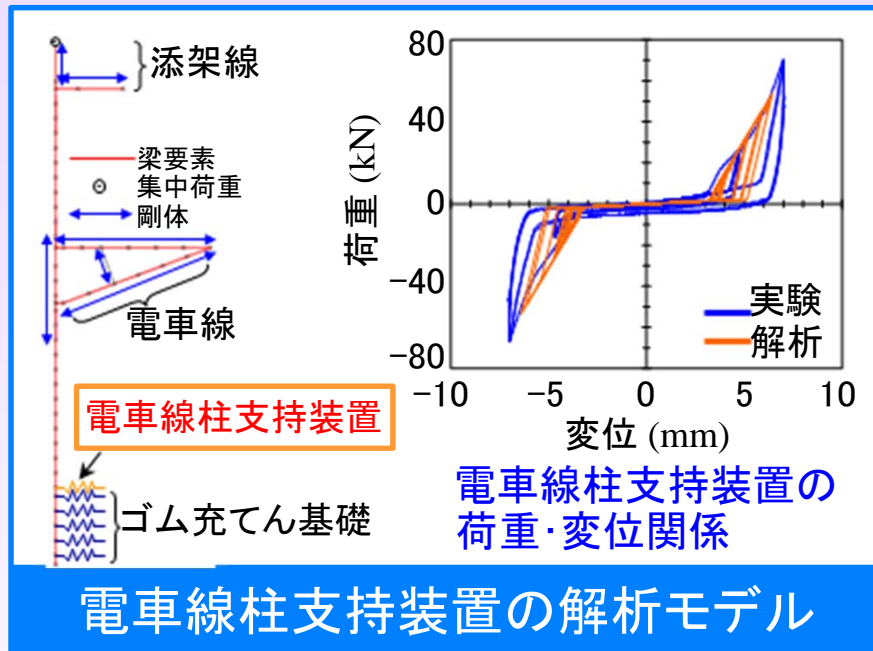 添架線
梁要素
集中荷重
剛体
電車線
電車線柱支持装置
ゴム充てん基礎
80
40
0
−40
−80
荷重 (kN)
実験
解析
−10 −5 0 5 10
変位 (mm)
電車線柱支持装置の
荷重・変位関係
電車線柱支持装置の解析モデル